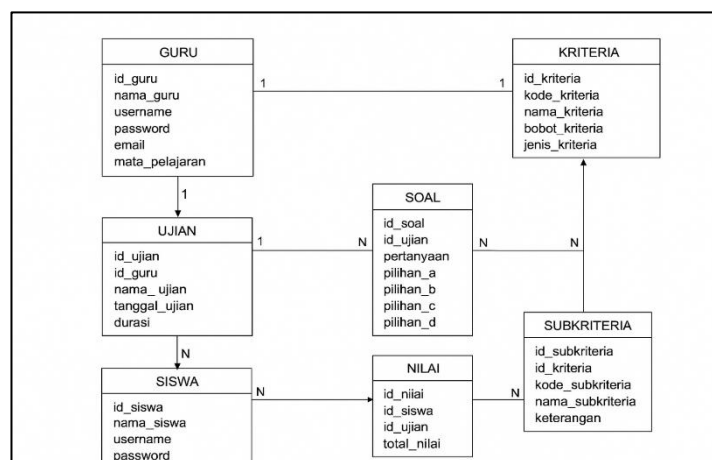 GURU
id_guru
nama_guru
username
password
email
mata_pelajaran
1
1
KRITERIA
id_kriteria
kode_kriteria
nama_kriteria
bobot_kriteria
jenis_kriteria
1
UJIAN
id_ujian
id_guru
nama_ ujian
tanggal_ujian
durasi
1
N
SOAL
id_soal
id_ujian
pertanyaan
pilihan_a
pilihan_b
pilihan_c
pilihan_d
N
N
SUBKRITERIA
id_subkriteria
id_kriteria
kode_subkriteria
nama_subkriteria
keterangan
N
SISWA
id_siswa
nama_siswa
username
password
N
NILAI
id_niiai
id_siswa
id_ujian
total_nilai
N